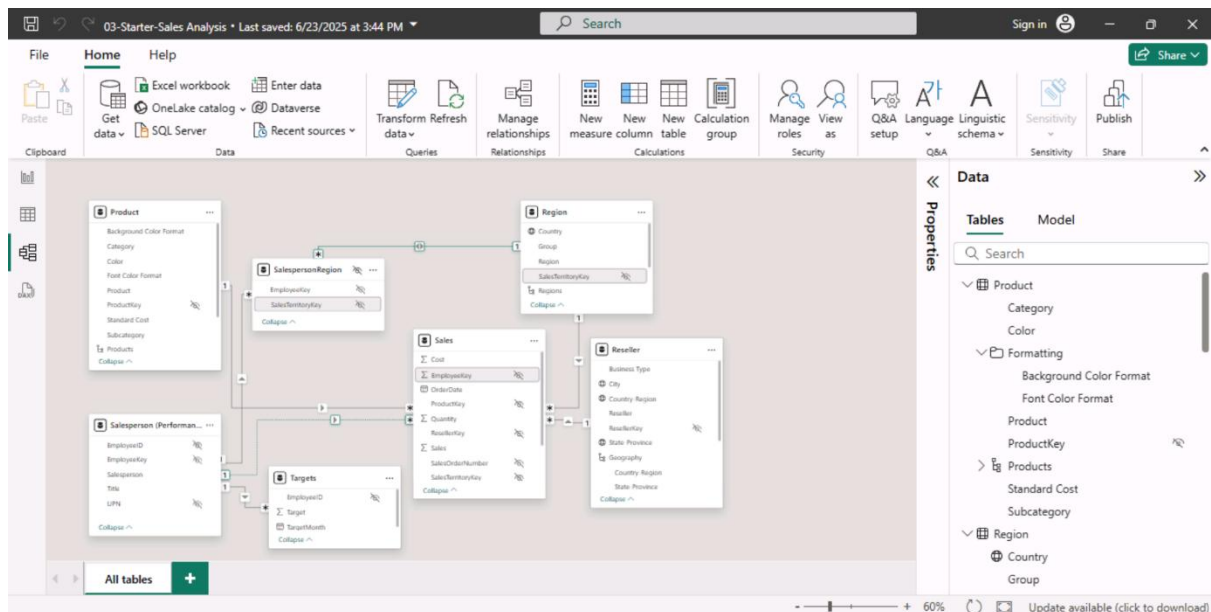 03-Starter-Sales Analysis • Last saved: 6/23/2025 at 3:44 PM
Search
Sign in
File
Home
Help
Share
Paste
Get data
Excel workbook
OneLake catalog
SQL Server
Enter data
Dataverse
Recent sources
Transform data
Refresh
Manage relationships
New measure
New column
New table
Calculation group
Manage roles
View as
Q&A setup
Language
Linguistic schema
Sensitivity
Publish
Clipboard
Data
Queries
Relationships
Calculations
Security
Q&A
Sensitivity
Share
Product
Background Color Format
Category
Color
Font Color Format
Product
ProductKey
Standard Cost
Subcategory
Products
Collapse
SalespersonRegion
EmployeeKey
SalesTerritoryKey
Collapse
Region
Country
Group
Region
SalesTerritoryKey
Regions
Collapse
Sales
Cost
EmployeeKey
OrderDate
ProductKey
Quantity
ResellerKey
Sales
SalesOrderNumber
SalesTerritoryKey
Collapse
Reseller
Business Type
City
Country-Region
Reseller
ResellerKey
State-Province
Geography
Country-Region
State-Province
Collapse
Salesperson (Performan...
EmployeeID
EmployeeKey
Salesperson
Title
UPN
Collapse
Targets
EmployeeID
Target
TargetMonth
Collapse
1
*
1
*
*
1
*
*
1
*
1
1
*
Properties
Data
Tables
Model
Search
Product
Category
Color
Formatting
Background Color Format
Font Color Format
Product
ProductKey
Products
Standard Cost
Subcategory
Region
Country
Group
All tables
+
- + 60%
Update available (click to download)